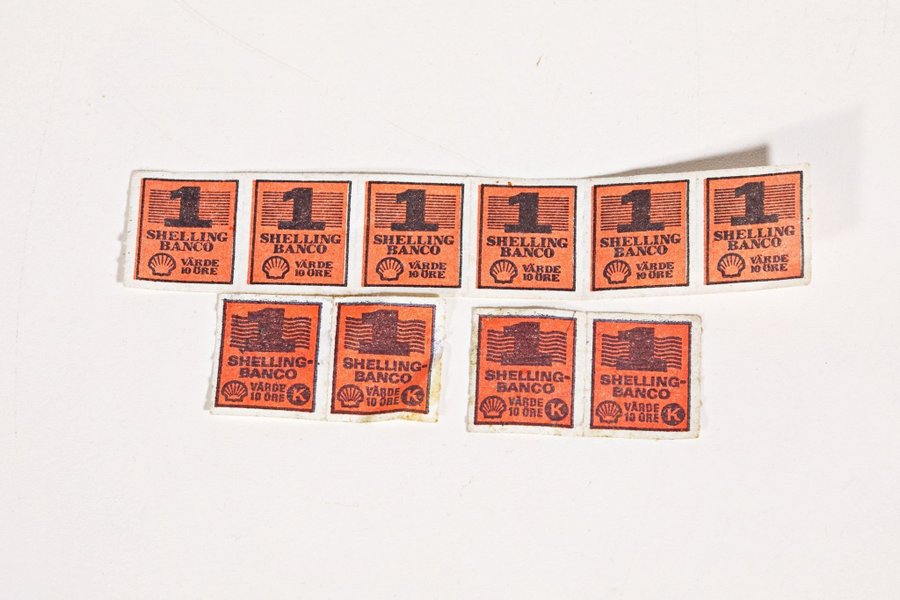 1
SHELLING
BANCO
VÄRDE
10 ÖRE
1
SHELLING
BANCO
VÄRDE
10 ÖRE
1
SHELLING
BANCO
VÄRDE
10 ÖRE
1
SHELLING
BANCO
VÄRDE
10 ÖRE
1
SHELLING
BANCO
VÄRDE
10 ÖRE
1
SHELLING
BANCO
VÄRDE
10 ÖRE
1
SHELLING-
BANCO
VÄRDE
10 ÖRE K
1
SHELLING-
BANCO
VÄRDE
10 ÖRE K
1
SHELLING-
BANCO
VÄRDE
10 ÖRE K
1
SHELLING-
BANCO
VÄRDE
10 ÖRE K